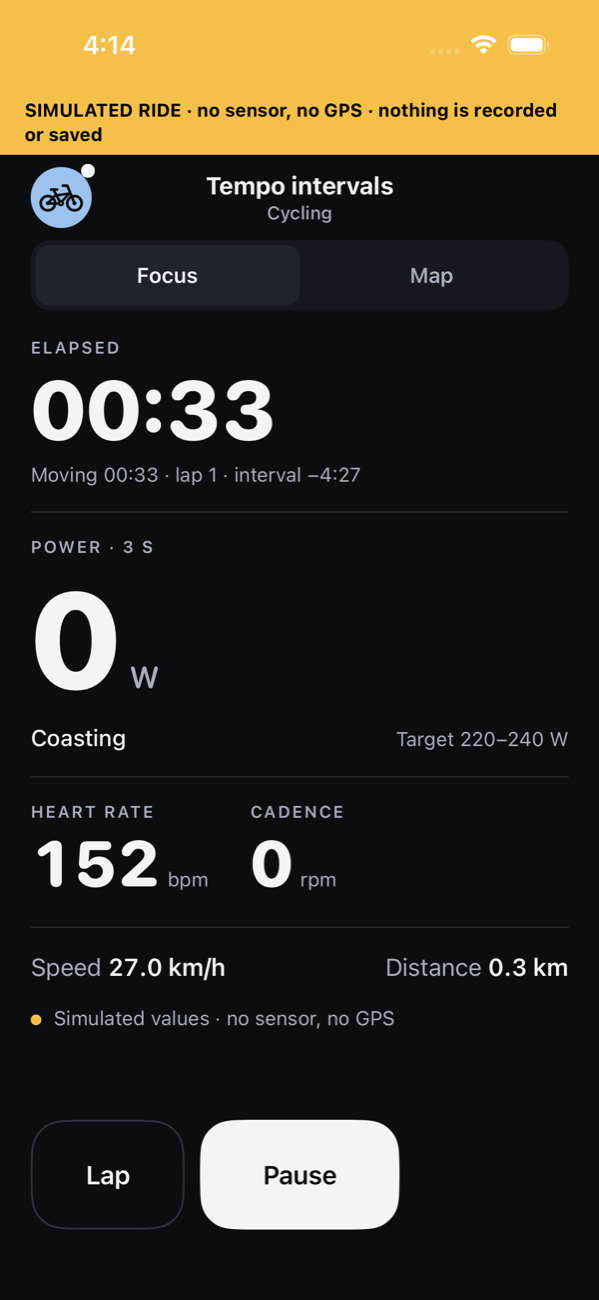 4:14
SIMULATED RIDE · no sensor, no GPS · nothing is recorded
or saved
Tempo intervals
Cycling
Focus
Map
ELAPSED
00:33
Moving 00:33 · lap 1 · interval −4:27
POWER · 3 S
0 W
Coasting
Target 220–240 W
HEART RATE
CADENCE
152 bpm
0 rpm
Speed 27.0 km/h
Distance 0.3 km
Simulated values · no sensor, no GPS
Lap
Pause